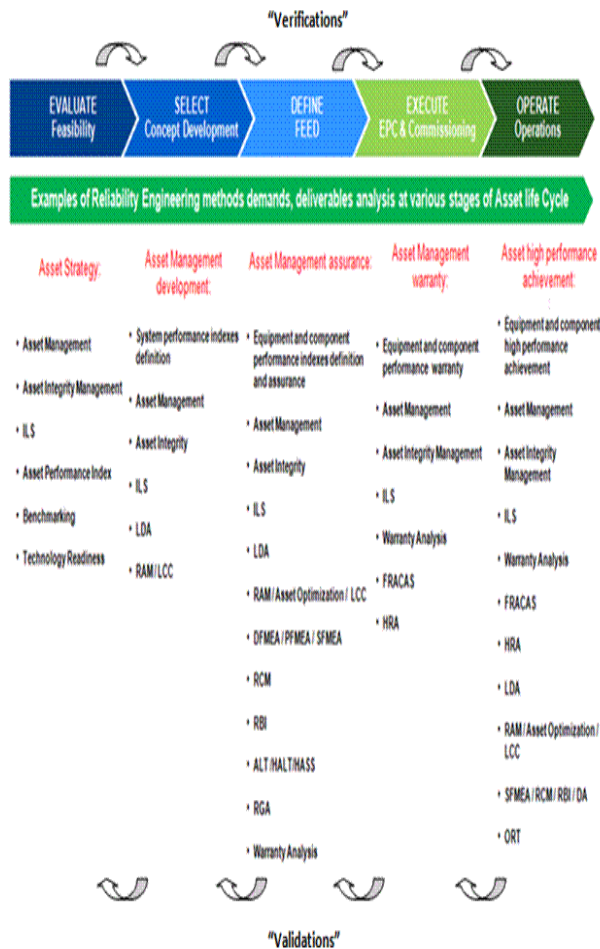 “Verifications”
EVALUATE
Feasibility
SELECT
Concept Development
DEFINE
FEED
EXECUTE
EPC & Commissioning
OPERATE
Operations
Examples of Reliability Engineering methods demands, deliverables analysis at various stages of Asset life Cycle
Asset Strategy:
• Asset Management
• Asset Integrity Management
• ILS
• Asset Performance Index
• Benchmarking
• Technology Readiness
Asset Management
development:
• System performance indexes
definition
• Asset Management
• Asset Integrity
• ILS
• LDA
• RAM / LCC
Asset Management assurance:
• Equipment and component
performance indexes definition
and assurance
• Asset Management
• Asset Integrity
• ILS
• LDA
• RAM / Asset Optimization / LCC
• DFMEA / PFMEA / SFMEA
• RCM
• RBI
• ALT /HALT/HASS
• RGA
• Warranty Analysis
Asset Management
warranty:
• Equipment and component
performance warranty
• Asset Management
• Asset Integrity Management
• ILS
• Warranty Analysis
• FRACAS
• HRA
Asset high performance
achievement:
:
• Equipment and component
high performance
achievement
• Asset Management
• Asset Integrity
Management
• ILS
• Warranty Analysis
• FRACAS
• HRA
• LDA
• RAM / Asset Optimization /
LCC
• SFMEA / RCM / RBI / DA
• ORT
“Validations”